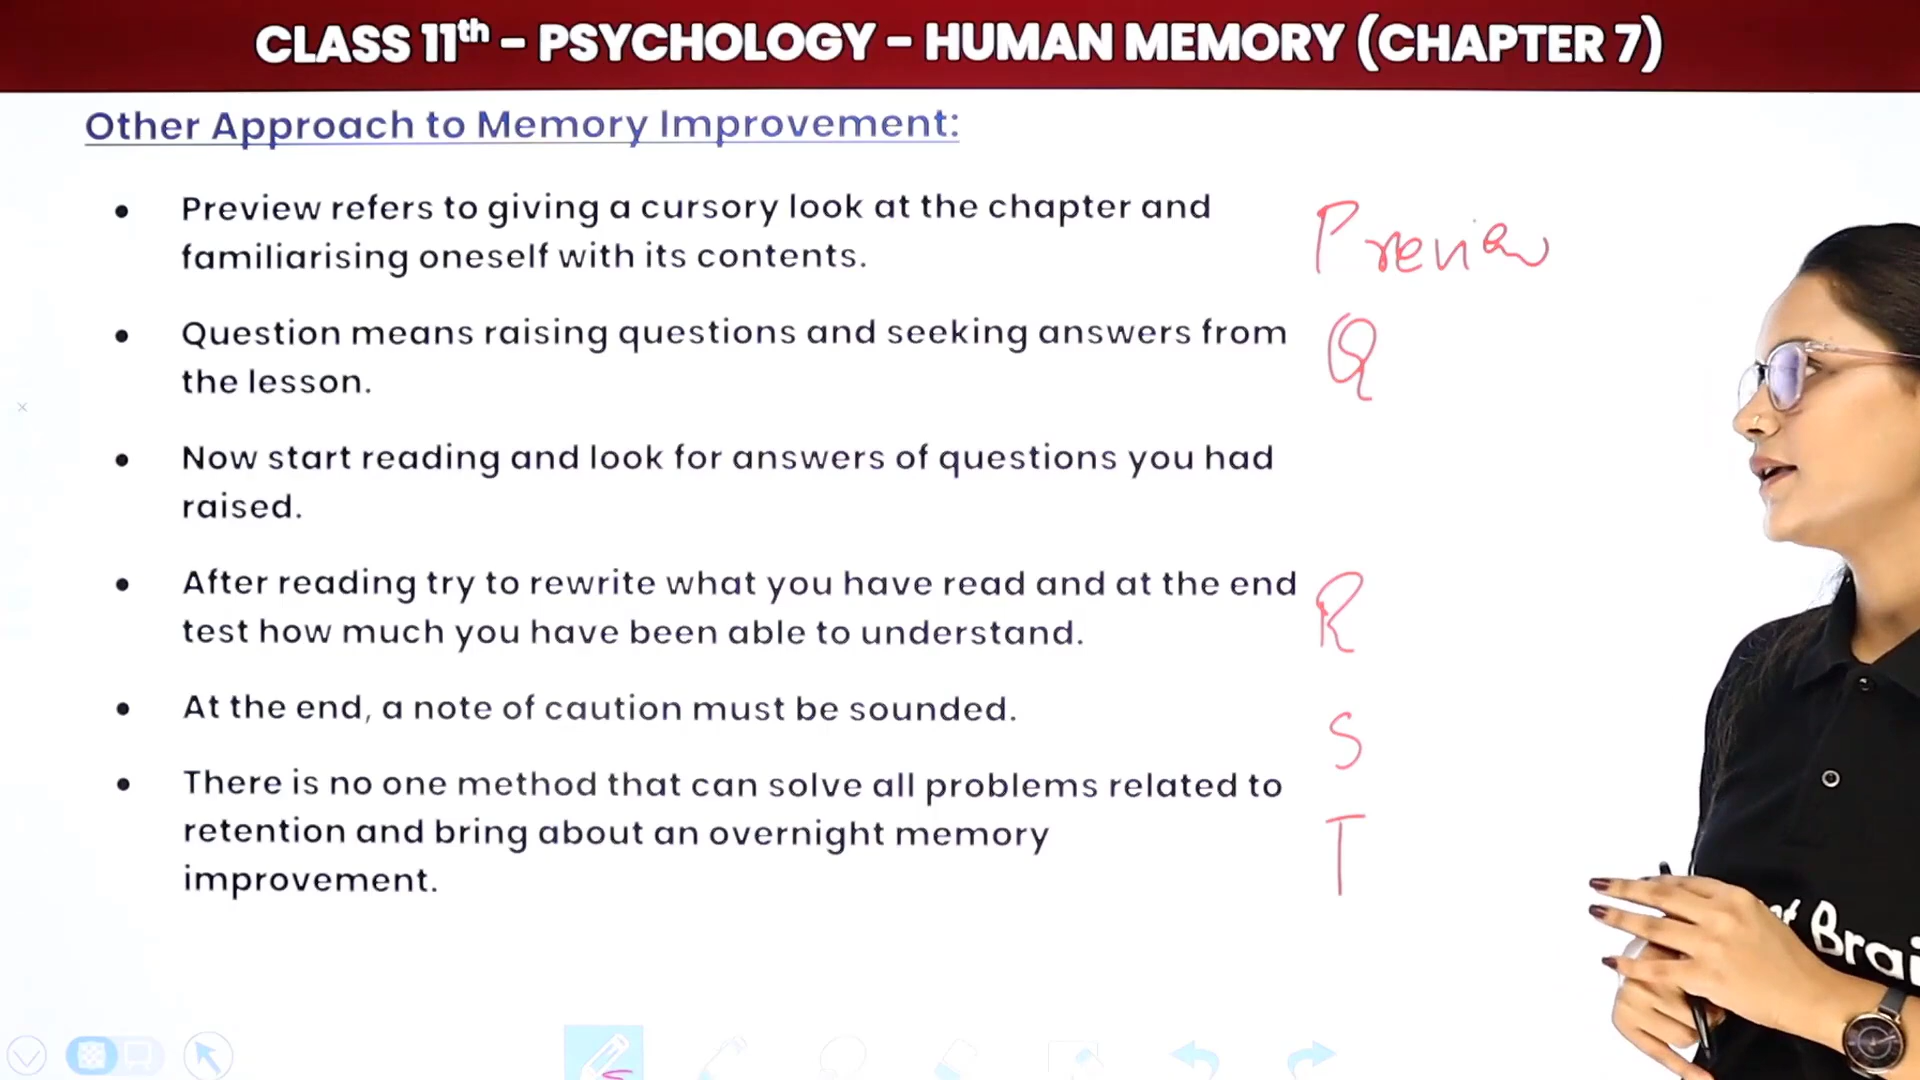 CLASS 11th – PSYCHOLOGY – HUMAN MEMORY (CHAPTER 7)
Other Approach to Memory Improvement:
• Preview refers to giving a cursory look at the chapter and
familiarising oneself with its contents.
Preview
• Question means raising questions and seeking answers from
the lesson.
Q
• Now start reading and look for answers of questions you had
raised.
• After reading try to rewrite what you have read and at the end
test how much you have been able to understand.
R
• At the end, a note of caution must be sounded.
S
• There is no one method that can solve all problems related to
retention and bring about an overnight memory
improvement.
T